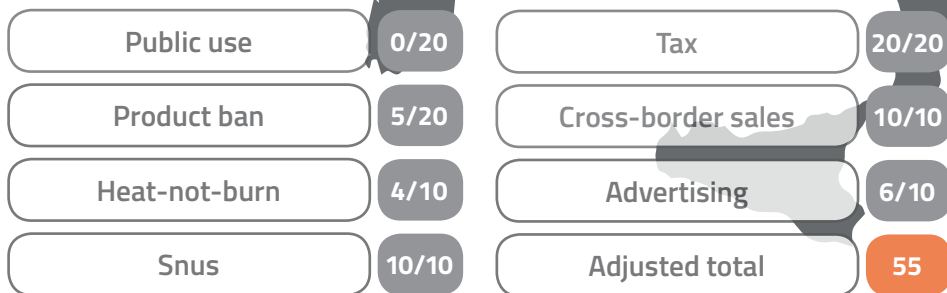 Public use 0/20
Tax 20/20
Product ban 5/20
Cross-border sales 10/10
Heat-not-burn 4/10
Advertising 6/10
Snus 10/10
Adjusted total 55